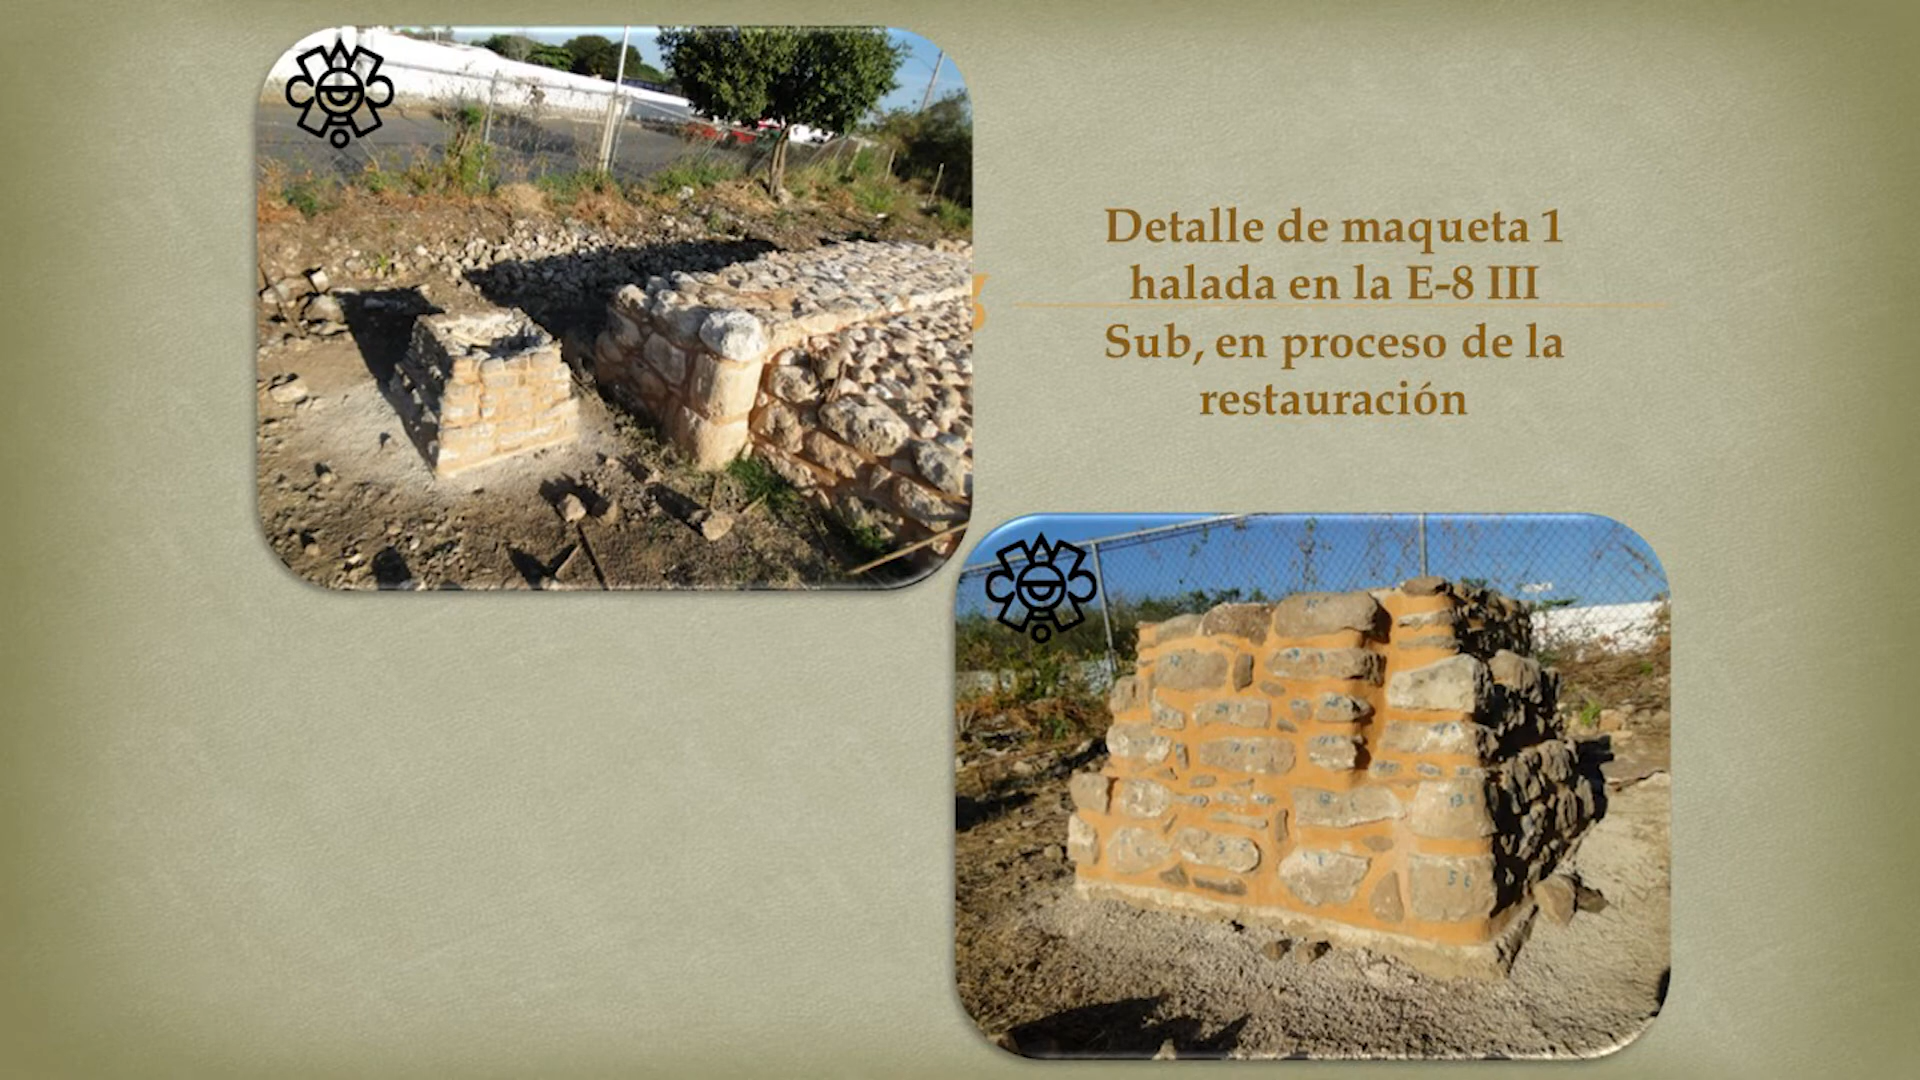 Detalle de maqueta 1
halada en la E-8 III
Sub, en proceso de la
restauración